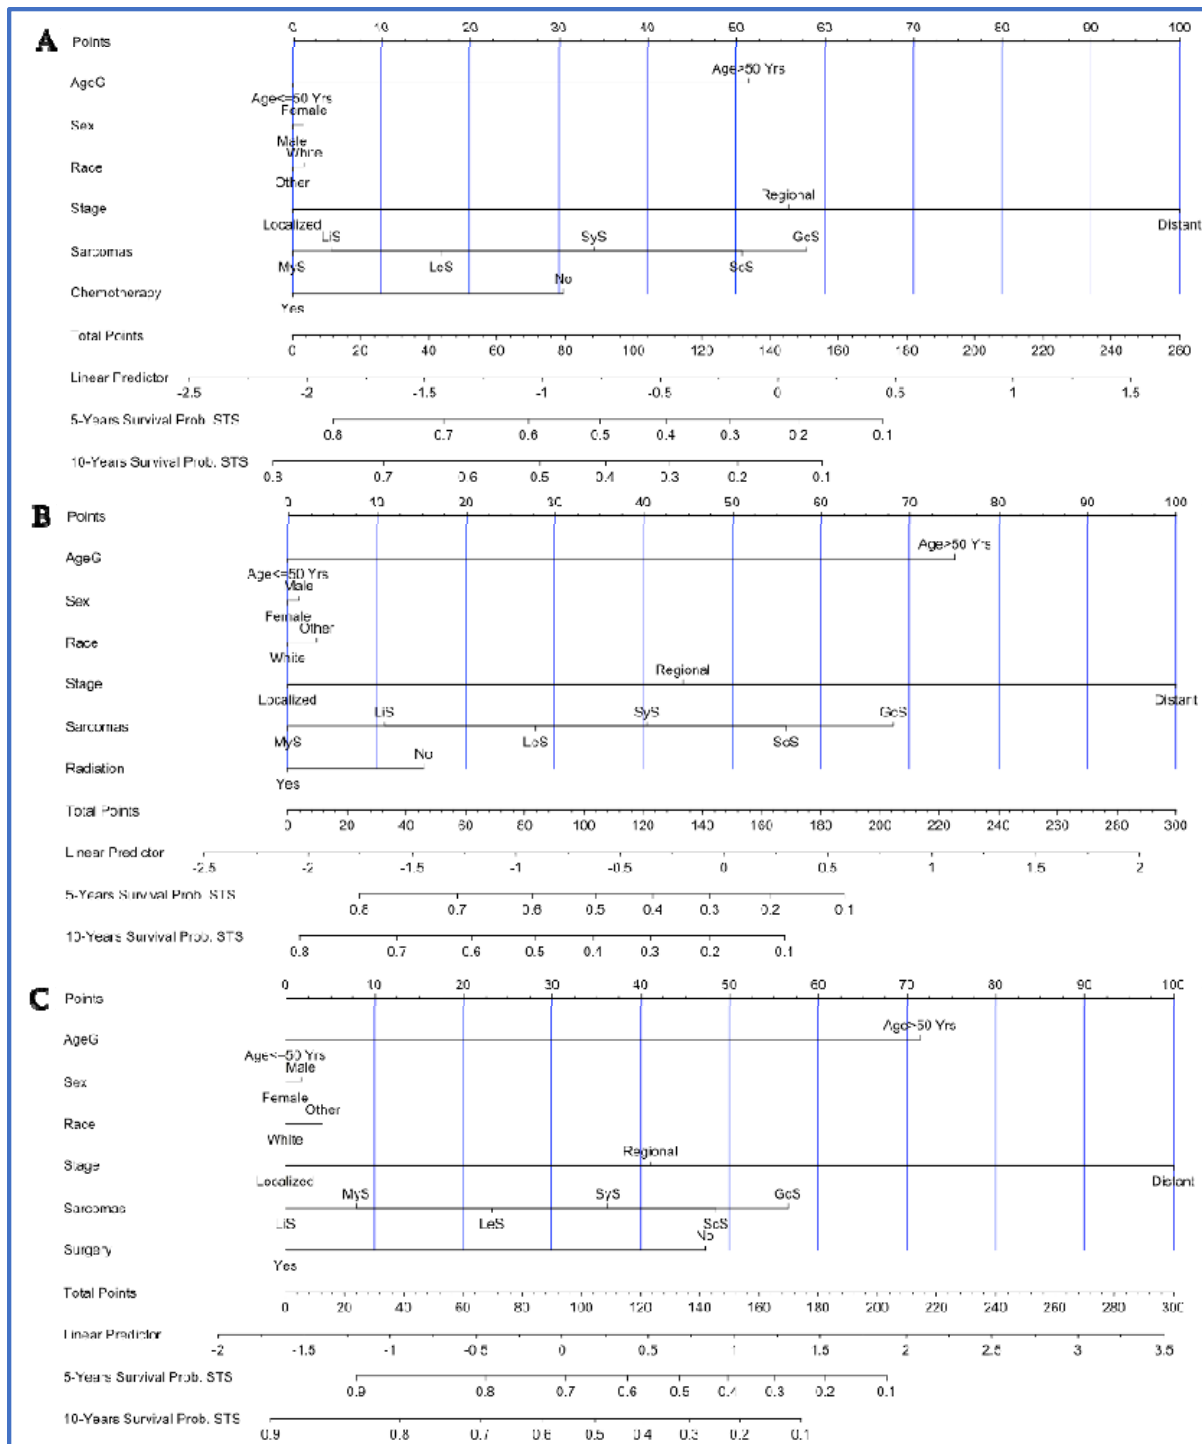 A Points 0 10 20 30 40 50 60 70 80 90 100
AgeG Age>50 Yrs
Age<=50 Yrs
Female
Sex
Male
White
Race
Other
Regional
Stage
Localized Distant
LiS SyS GcS
Sarcomas
MyS LeS ScS
No
Chemotherapy
Yes
Total Points
0 20 40 60 80 100 120 140 160 180 200 220 240 260
Linear Predictor
-2.5 -2 -1.5 -1 -0.5 0 0.5 1 1.5
5-Years Survival Prob. STS
0.8 0.7 0.6 0.5 0.4 0.3 0.2 0.1
10-Years Survival Prob. STS
0.8 0.7 0.6 0.5 0.4 0.3 0.2 0.1
B Points 0 10 20 30 40 50 60 70 80 90 100
AgeG Age>50 Yrs
Age<=50 Yrs
Male
Sex
Female
Other
Race
White
Regional
Stage
Localized Distant
LiS SyS GcS
Sarcomas
MyS LeS ScS
No
Radiation
Yes
Total Points
0 20 40 60 80 100 120 140 160 180 200 220 240 260 280 300
Linear Predictor
-2.5 -2 -1.5 -1 -0.5 0 0.5 1 1.5 2
5-Years Survival Prob. STS
0.8 0.7 0.6 0.5 0.4 0.3 0.2 0.1
10-Years Survival Prob. STS
0.8 0.7 0.6 0.5 0.4 0.3 0.2 0.1
C Points 0 10 20 30 40 50 60 70 80 90 100
AgeG Age>50 Yrs
Age<=50 Yrs
Male
Sex
Female
Other
Race
White
Regional
Stage
Localized Distant
MyS SyS GcS
Sarcomas
LiS LeS ScS
No
Surgery
Yes
Total Points
0 20 40 60 80 100 120 140 160 180 200 220 240 260 280 300
Linear Predictor
-2 -1.5 -1 -0.5 0 0.5 1 1.5 2 2.5 3 3.5
5-Years Survival Prob. STS
0.9 0.8 0.7 0.6 0.5 0.4 0.3 0.2 0.1
10-Years Survival Prob. STS
0.9 0.8 0.7 0.6 0.5 0.4 0.3 0.2 0.1